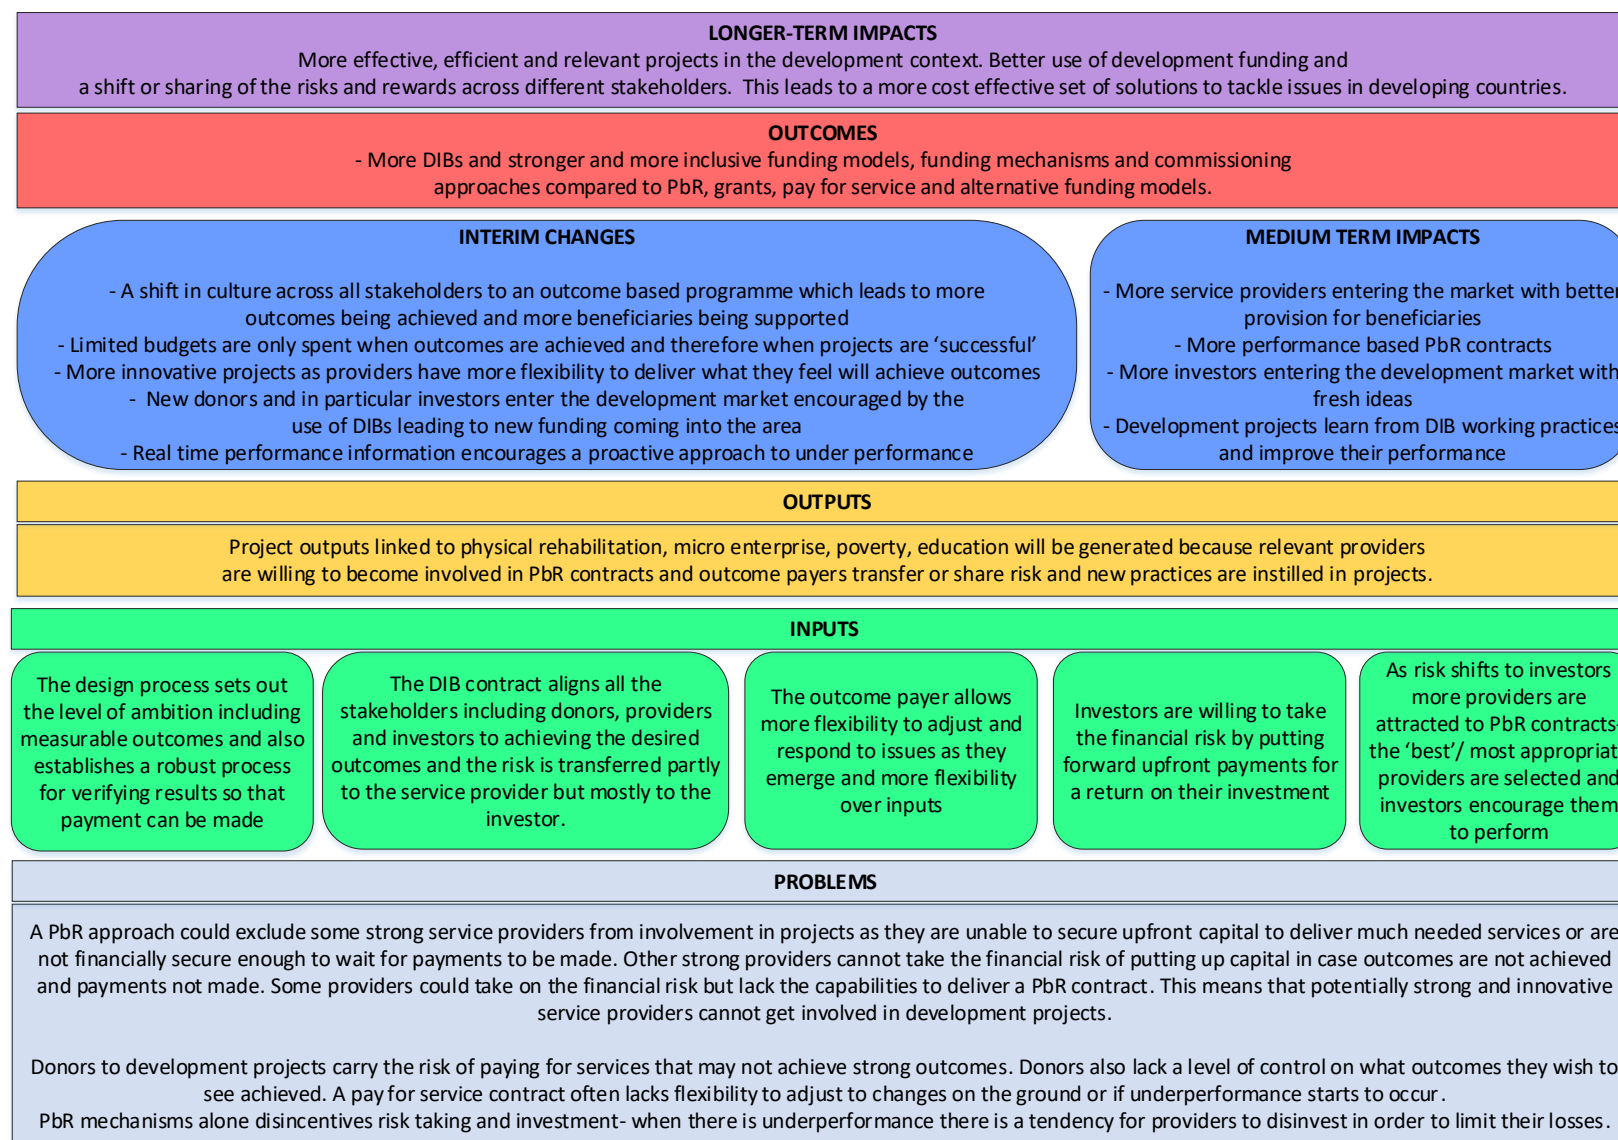 LONGER-TERM IMPACTS
More effective, efficient and relevant projects in the development context. Better use of development funding and
a shift or sharing of the risks and rewards across different stakeholders. This leads to a more cost effective set of solutions to tackle issues in developing countries.
OUTCOMES
- More DIBs and stronger and more inclusive funding models, funding mechanisms and commissioning
approaches compared to PbR, grants, pay for service and alternative funding models.
INTERIM CHANGES
- A shift in culture across all stakeholders to an outcome based programme which leads to more
outcomes being achieved and more beneficiaries being supported
- Limited budgets are only spent when outcomes are achieved and therefore when projects are ‘successful’
- More innovative projects as providers have more flexibility to deliver what they feel will achieve outcomes
- New donors and in particular investors enter the development market encouraged by the
use of DIBs leading to new funding coming into the area
- Real time performance information encourages a proactive approach to under performance
MEDIUM TERM IMPACTS
- More service providers entering the market with better
provision for beneficiaries
- More performance based PbR contracts
- More investors entering the development market with
fresh ideas
- Development projects learn from DIB working practices
and improve their performance
OUTPUTS
Project outputs linked to physical rehabilitation, micro enterprise, poverty, education will be generated because relevant providers
are willing to become involved in PbR contracts and outcome payers transfer or share risk and new practices are instilled in projects.
INPUTS
The design process sets out
the level of ambition including
measurable outcomes and also
establishes a robust process
for verifying results so that
payment can be made
The DIB contract aligns all the
stakeholders including donors, providers
and investors to achieving the desired
outcomes and the risk is transferred partly
to the service provider but mostly to the
investor.
The outcome payer allows
more flexibility to adjust and
respond to issues as they
emerge and more flexibility
over inputs
Investors are willing to take
the financial risk by putting
forward upfront payments for
a return on their investment
As risk shifts to investors
more providers are
attracted to PbR contracts-
the ‘best’/ most appropriat
providers are selected and
investors encourage them
to perform
PROBLEMS
A PbR approach could exclude some strong service providers from involvement in projects as they are unable to secure upfront capital to deliver much needed services or are
not financially secure enough to wait for payments to be made. Other strong providers cannot take the financial risk of putting up capital in case outcomes are not achieved
and payments not made. Some providers could take on the financial risk but lack the capabilities to deliver a PbR contract. This means that potentially strong and innovative
service providers cannot get involved in development projects.
Donors to development projects carry the risk of paying for services that may not achieve strong outcomes. Donors also lack a level of control on what outcomes they wish to
see achieved. A pay for service contract often lacks flexibility to adjust to changes on the ground or if underperformance starts to occur.
PbR mechanisms alone disincentives risk taking and investment- when there is underperformance there is a tendency for providers to disinvest in order to limit their losses.